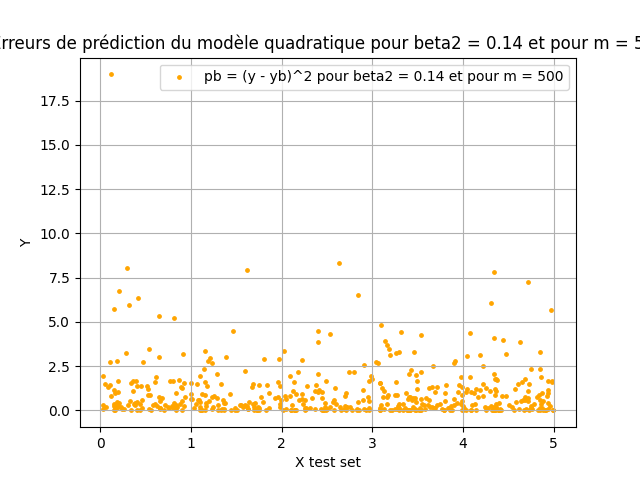 Erreurs de prédiction du modèle quadratique pour beta2 = 0.14 et pour m = 5
pb = (y - yb)^2 pour beta2 = 0.14 et pour m = 500
17.5
15.0
12.5
10.0
7.5
5.0
2.5
0.0
Y
0 1 2 3 4 5
X test set